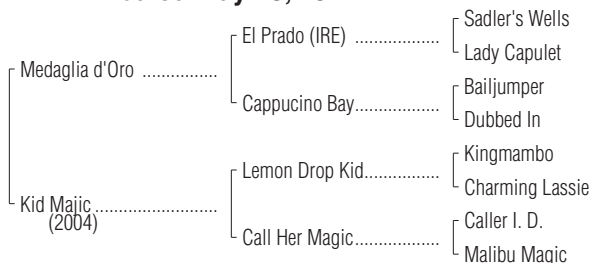 Sadler's Wells
El Prado (IRE) ..................
Lady Capulet
Medaglia d'Oro ................
Bailjumper
Cappucino Bay..................
Dubbed In
Kingmambo
Lemon Drop Kid................
Charming Lassie
Kid Majic ..........................
(2004)
Caller I. D.
Call Her Magic..................
Malibu Magic